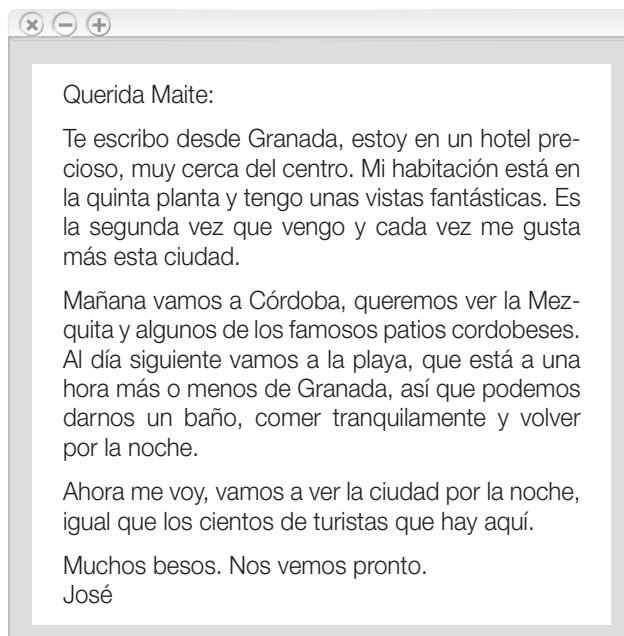 Querida Maite:
Te escribo desde Granada, estoy en un hotel pre-
cioso, muy cerca del centro. Mi habitación está en
la quinta planta y tengo unas vistas fantásticas. Es
la segunda vez que vengo y cada vez me gusta
más esta ciudad.
Mañana vamos a Córdoba, queremos ver la Mez-
quita y algunos de los famosos patios cordobeses.
Al día siguiente vamos a la playa, que está a una
hora más o menos de Granada, así que podemos
darnos un baño, comer tranquilamente y volver
por la noche.
Ahora me voy, vamos a ver la ciudad por la noche,
igual que los cientos de turistas que hay aquí.
Muchos besos. Nos vemos pronto.
José